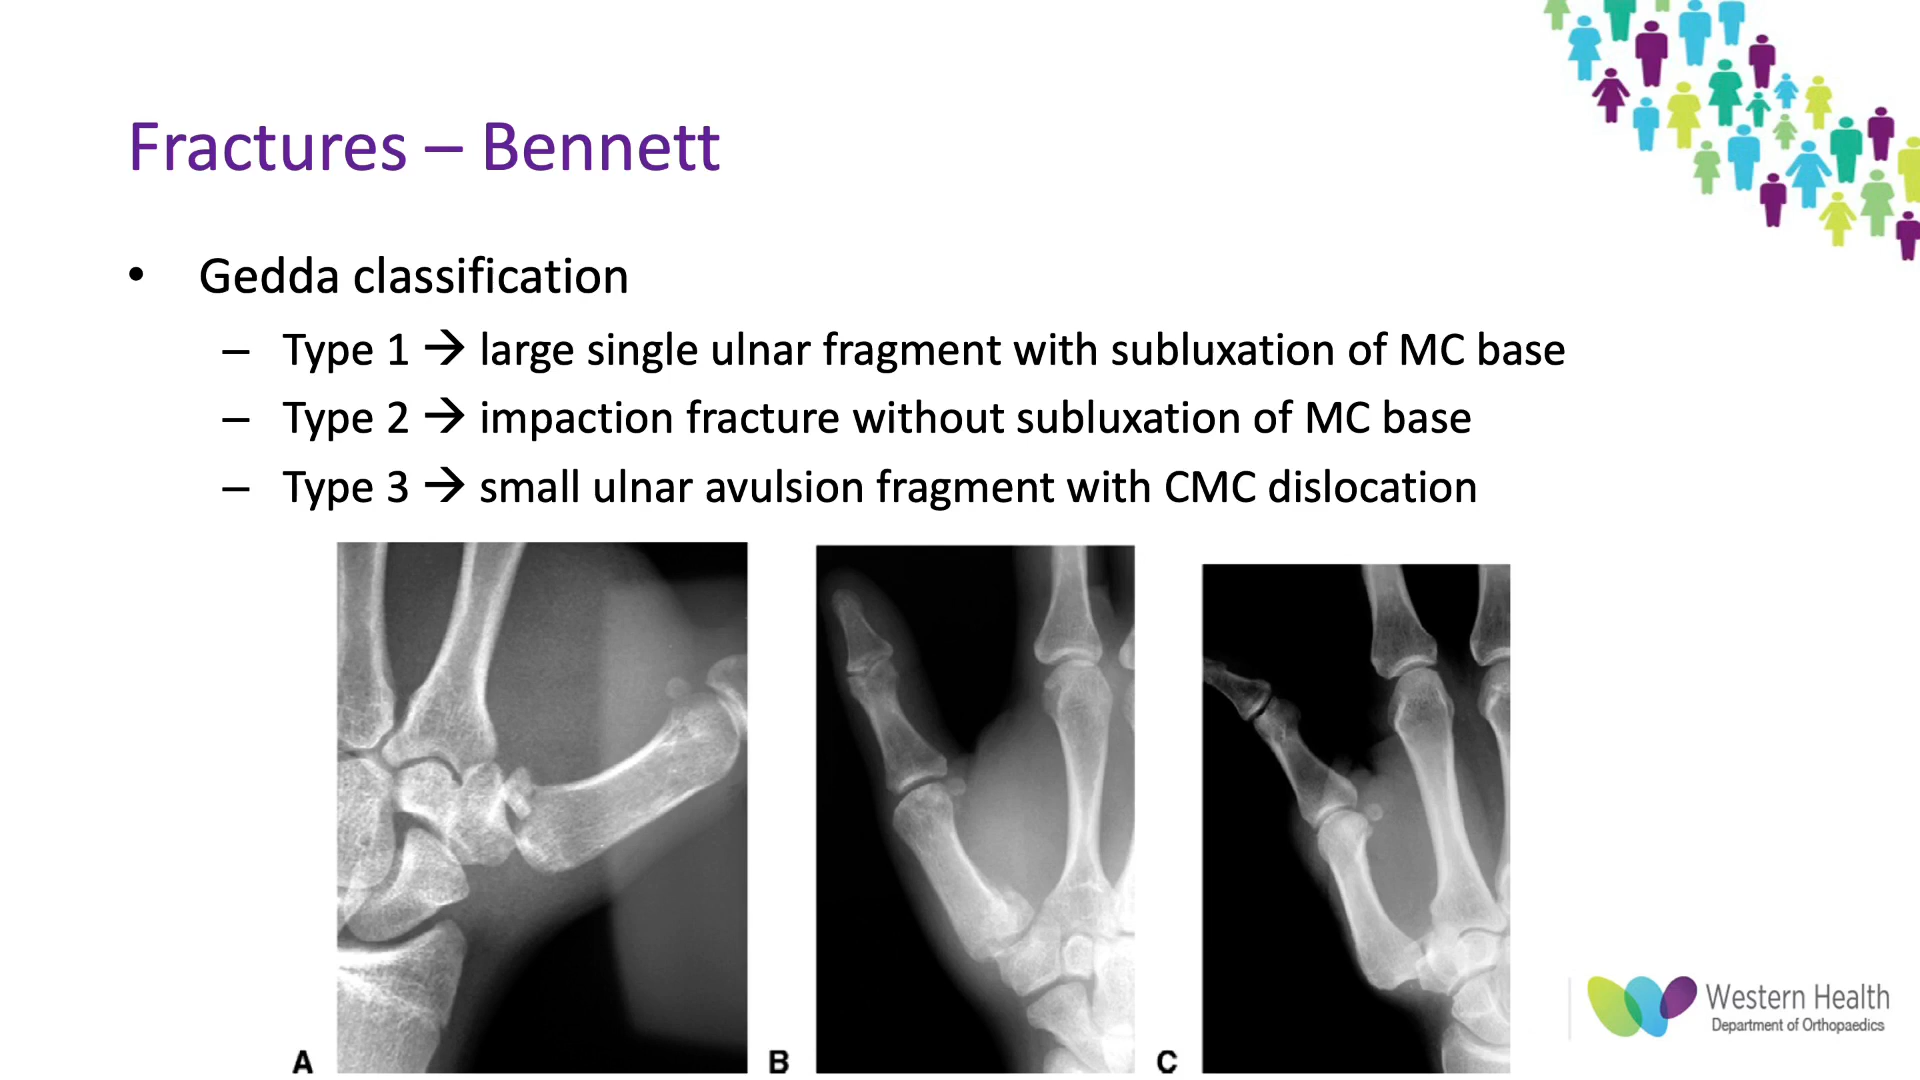 Fractures – Bennett
• Gedda classification
– Type 1 → large single ulnar fragment with subluxation of MC base
– Type 2 → impaction fracture without subluxation of MC base
– Type 3 → small ulnar avulsion fragment with CMC dislocation
A B C
Western Health
Department of Orthopaedics